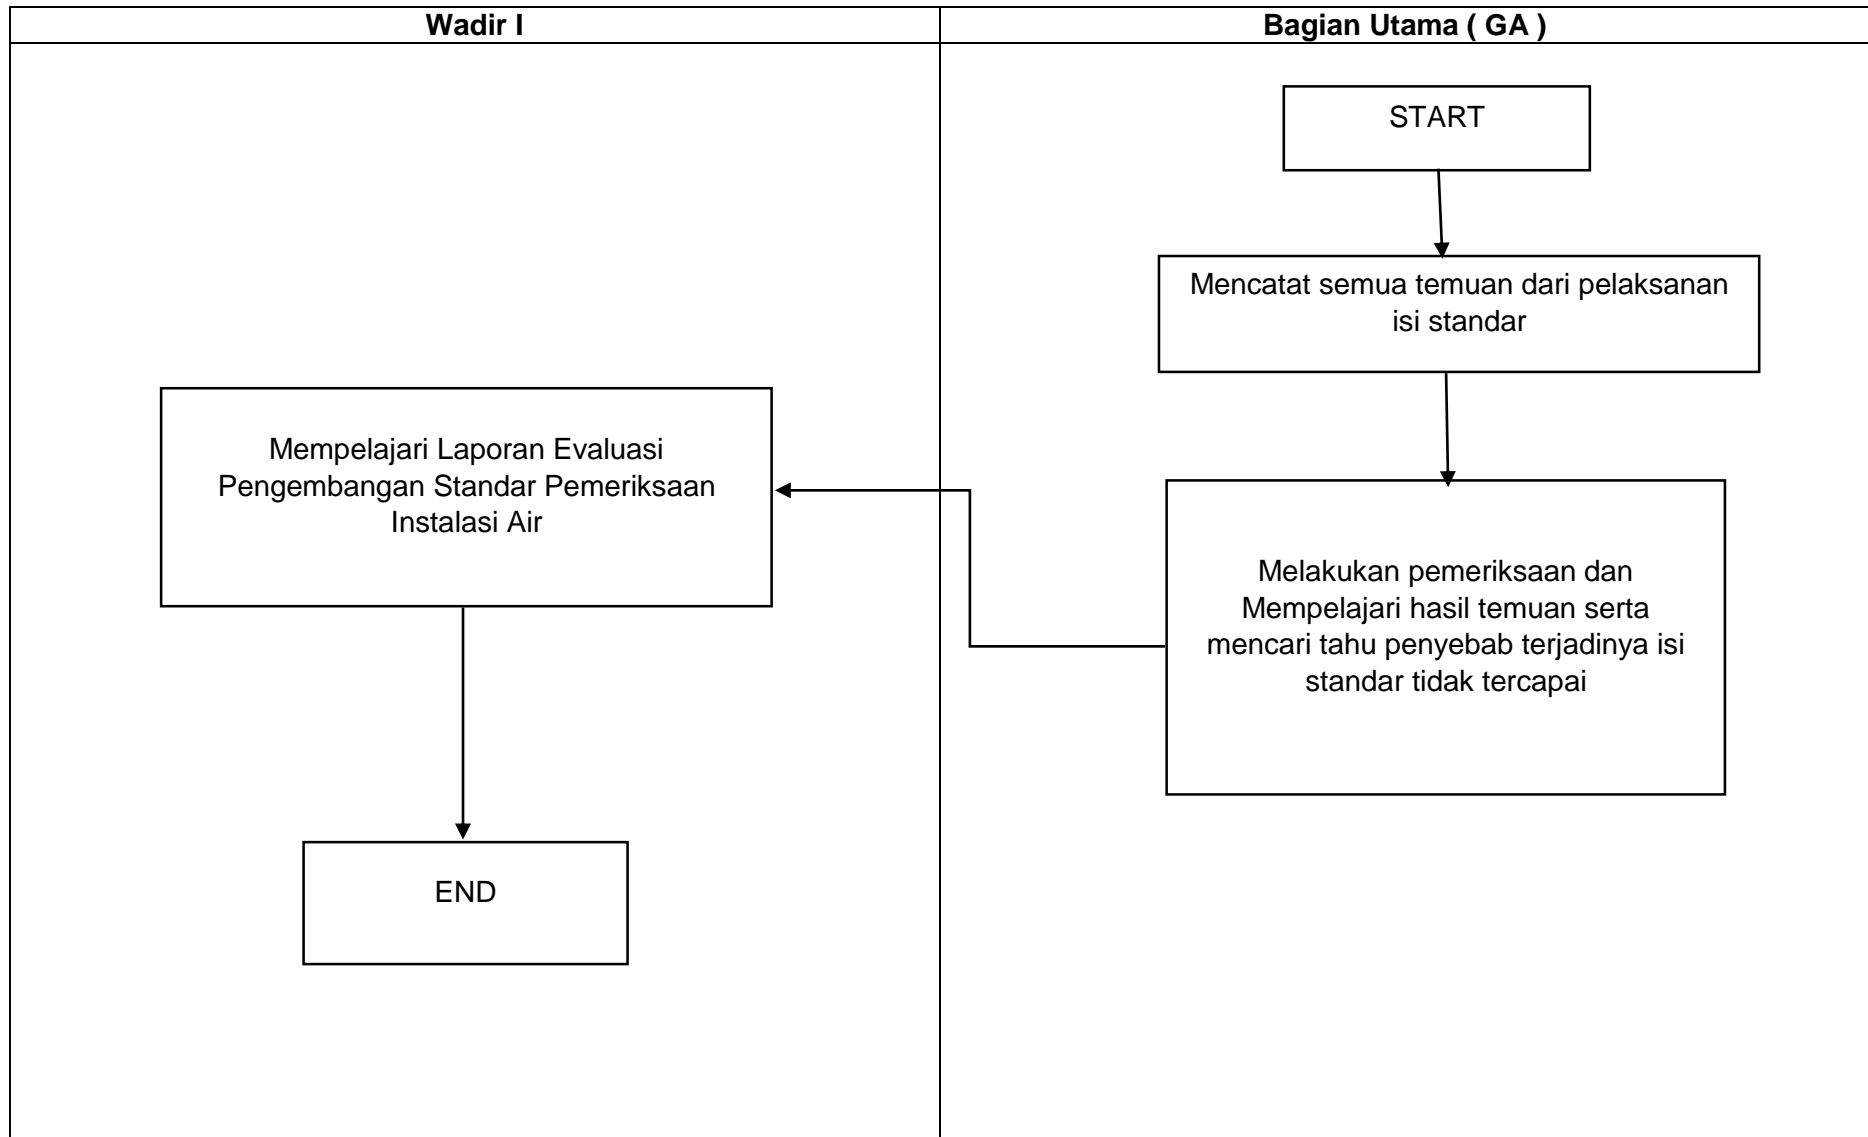 Wadir I
Bagian Utama ( GA )
START
Mencatat semua temuan dari pelaksanan
isi standar
Melakukan pemeriksaan dan
Mempelajari hasil temuan serta
mencari tahu penyebab terjadinya isi
standar tidak tercapai
Mempelajari Laporan Evaluasi
Pengembangan Standar Pemeriksaan
Instalasi Air
END